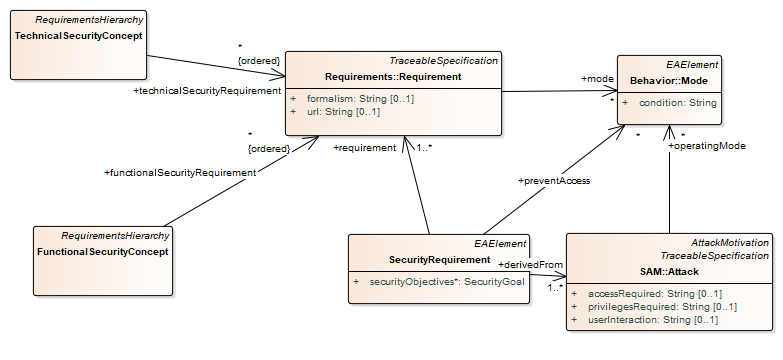 RequirementsHierarchy
TechnicalSecurityConcept
*
{ordered}
+technicalSecurityRequirement
TraceableSpecification
Requirements::Requirement
+ formalism: String [0..1]
+ url: String [0..1]
+mode
*
EAElement
Behavior::Mode
+ condition: String
*
{ordered}
+functionalSecurityRequirement
+requirement
1..*
+preventAccess
*
*
+operatingMode
RequirementsHierarchy
FunctionalSecurityConcept
EAElement
SecurityRequirement
+ securityObjectives*: SecurityGoal
+derivedFrom
1..*
AttackMotivation
TraceableSpecification
SAM::Attack
+ accessRequired: String [0..1]
+ privilegesRequired: String [0..1]
+ userInteraction: String [0..1]